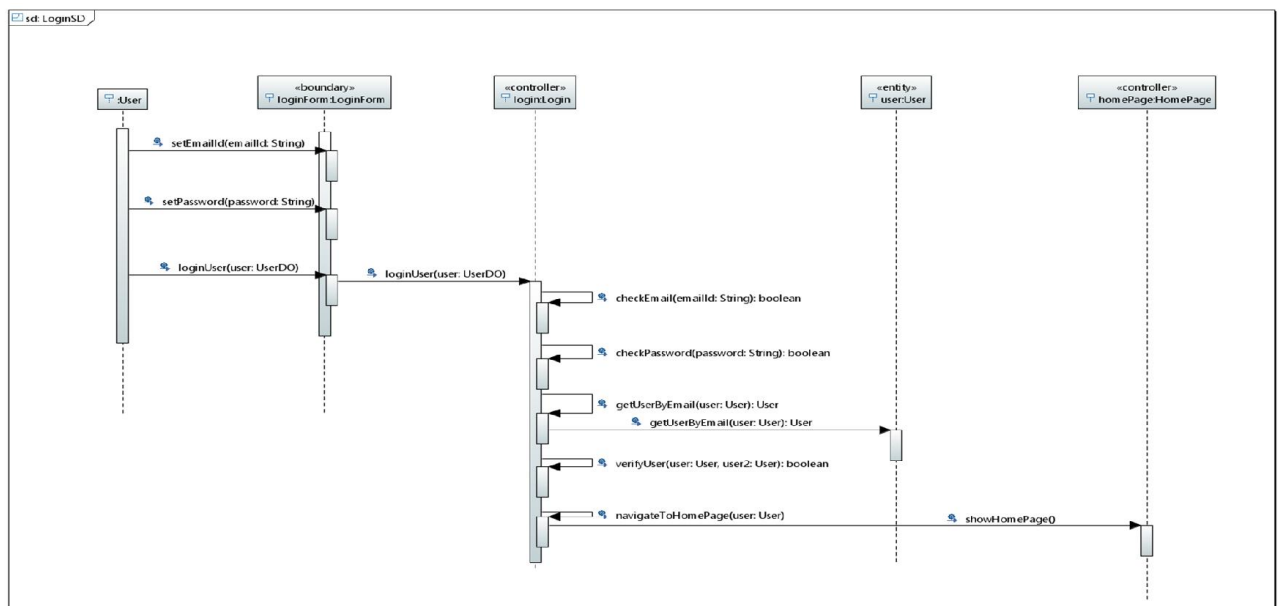 sd: LoginSD
:User
«boundary»
loginForm:LoginForm
«controller»
login:Login
«entity»
user:User
«controller»
homePage:HomePage
setEmailId(emailId: String)
setPassword(password: String)
loginUser(user: UserDO)
loginUser(user: UserDO)
checkEmail(emailId: String): boolean
checkPassword(password: String): boolean
getUserByEmail(user: User): User
getUserByEmail(user: User): User
verifyUser(user: User, user2: User): boolean
navigateToHomePage(user: User)
showHomePage()